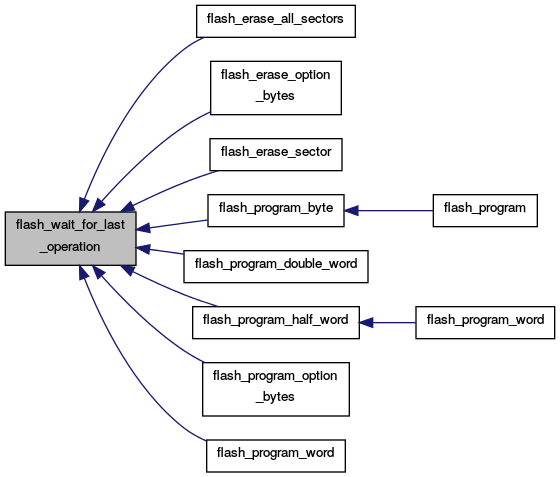 flash_erase_all_sectors
flash_erase_option
_bytes
flash_erase_sector
flash_program_byte
flash_program
flash_wait_for_last
_operation
flash_program_double_word
flash_program_half_word
flash_program_word
flash_program_option
_bytes
flash_program_word